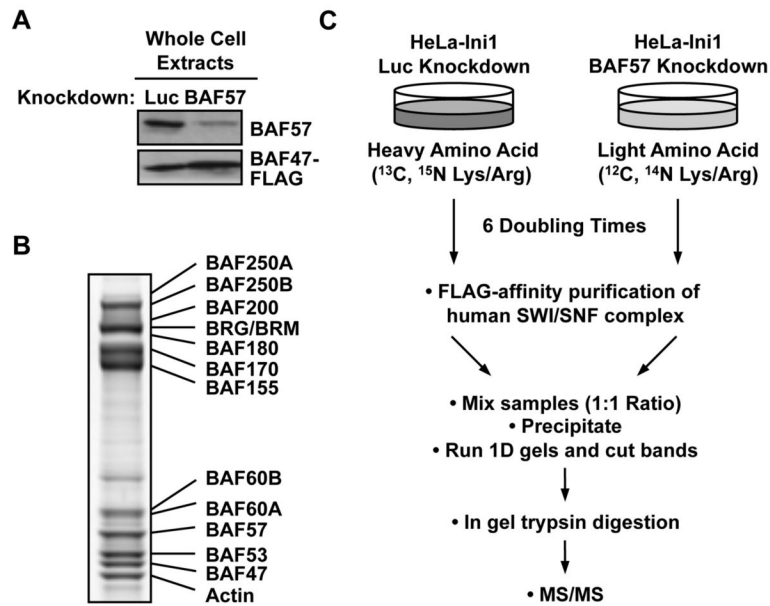 A
Whole Cell
Extracts
Knockdown: Luc BAF57
BAF57
BAF47-
FLAG
B
BAF250A
BAF250B
BAF200
BRG/BRM
BAF180
BAF170
BAF155
BAF60B
BAF60A
BAF57
BAF53
BAF47
Actin
C
HeLa-Ini1
Luc Knockdown
HeLa-Ini1
BAF57 Knockdown
Heavy Amino Acid
(¹³C, ¹⁵N Lys/Arg)
Light Amino Acid
(¹²C, ¹⁴N Lys/Arg)
6 Doubling Times
• FLAG-affinity purification of
human SWI/SNF complex
• Mix samples (1:1 Ratio)
• Precipitate
• Run 1D gels and cut bands
• In gel trypsin digestion
• MS/MS